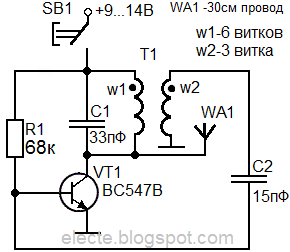 SB1
+9...14В
WA1 -30см провод
w1-6 витков
w2-3 витка
T1
w1
w2
C1
33пФ
WA1
R1
68к
VT1
BC547B
C2
15пФ
electe.blogspot.com